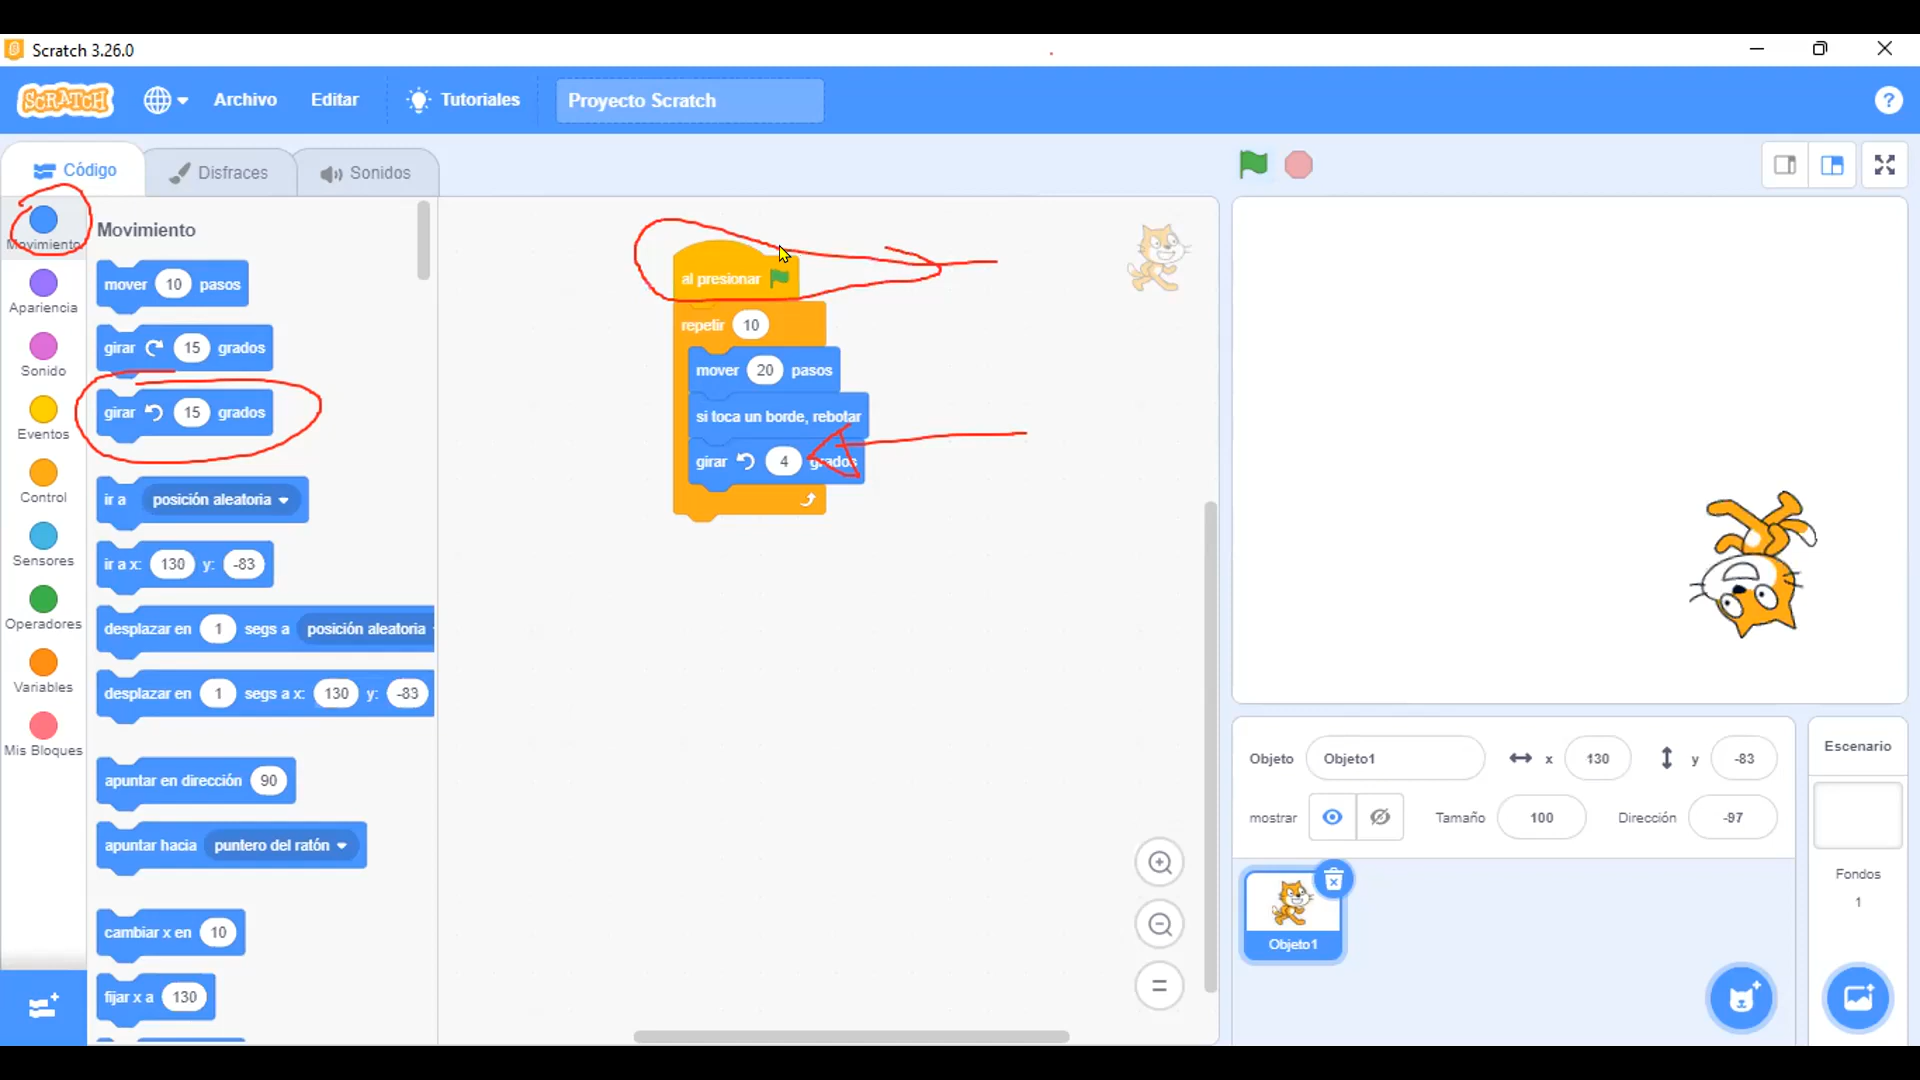 Scratch 3.26.0
SCRATCH Archivo Editar Tutoriales Proyecto Scratch ?
Código Disfraces Sonidos
Movimiento
Apariencia
Sonido
Eventos
Control
Sensores
Operadores
Variables
Mis Bloques
Movimiento
mover 10 pasos
girar 15 grados
girar 15 grados
ir a posición aleatoria
ir a x: 130 y: -83
desplazar en 1 segs a posición aleatoria
desplazar en 1 segs a x: 130 y: -83
apuntar en dirección 90
apuntar hacia puntero del ratón
cambiar x en 10
fijar x a 130
al presionar
repetir 10
mover 20 pasos
si toca un borde, rebotar
girar 4 grados
Objeto Objeto1 x 130 y -83
mostrar Tamaño 100 Dirección -97
Objeto1
Escenario
Fondos
1